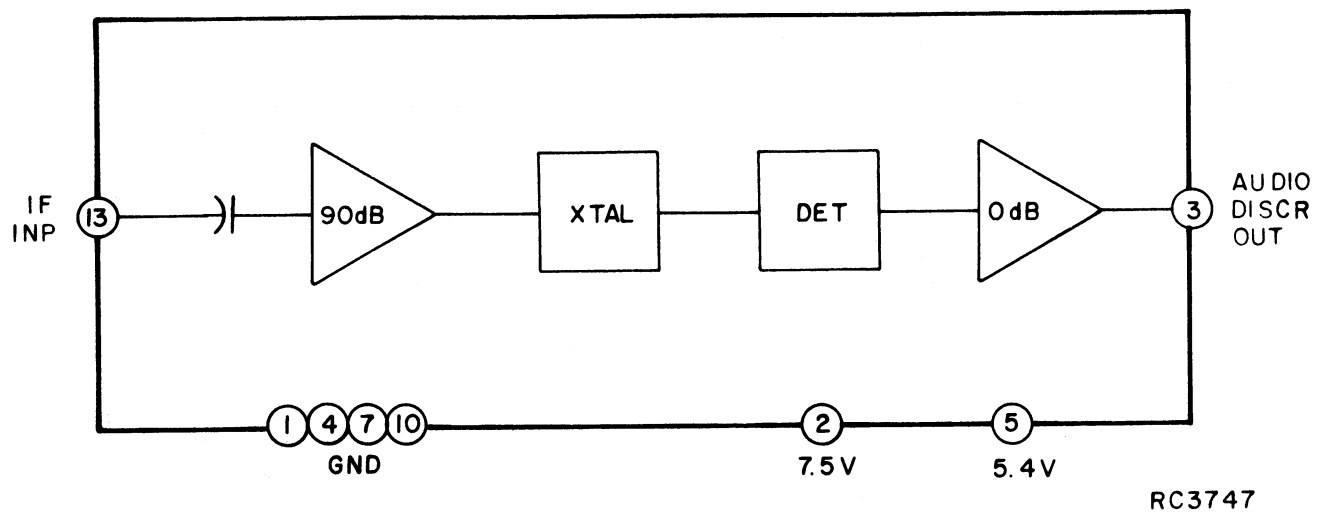 IF
INP
13
90dB
XTAL
DET
0dB
3
AUDIO
DISCR
OUT
1 4 7 10
GND
2
7.5V
5
5.4V
RC3747